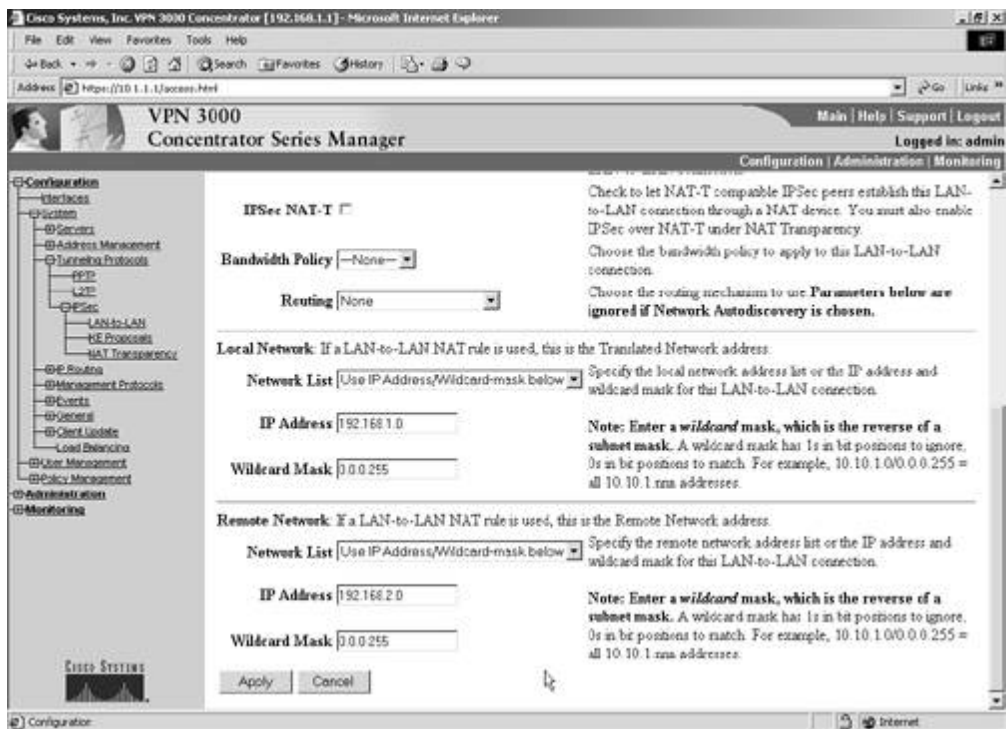 Cisco Systems, Inc. VPN 3000 Concentrator [192.168.1.1] - Microsoft Internet Explorer
File Edit View Favorites Tools Help
Back Search Favorites History
Address https://10.1.1.1/access.html Go Links »
VPN 3000
Concentrator Series Manager
Main | Help | Support | Logout
Logged in: admin
Configuration | Administration | Monitoring
Configuration
Interfaces
System
Servers
Address Management
Tunneling Protocols
PPTP
L2TP
IPSec
LAN-to-LAN
IKE Proposals
NAT Transparency
IP Routing
Management Protocols
Events
General
Client Update
Load Balancing
User Management
Policy Management
Administration
Monitoring
CISCO SYSTEMS
IPSec NAT-T
Check to let NAT-T compatible IPSec peers establish this LAN-
to-LAN connection through a NAT device. You must also enable
IPSec over NAT-T under NAT Transparency.
Bandwidth Policy —None—
Choose the bandwidth policy to apply to this LAN-to-LAN
connection.
Routing None
Choose the routing mechanism to use. Parameters below are
ignored if Network Autodiscovery is chosen.
Local Network: If a LAN-to-LAN NAT rule is used, this is the Translated Network address.
Network List Use IP Address/Wildcard-mask below
Specify the local network address list or the IP address and
wildcard mask for this LAN-to-LAN connection.
IP Address 192.168.1.0
Wildcard Mask 0.0.0.255
Note: Enter a wildcard mask, which is the reverse of a
subnet mask. A wildcard mask has 1s in bit positions to ignore,
0s in bit positions to match. For example, 10.10.1.0/0.0.0.255 =
all 10.10.1.nnn addresses.
Remote Network: If a LAN-to-LAN NAT rule is used, this is the Remote Network address.
Network List Use IP Address/Wildcard-mask below
Specify the remote network address list or the IP address and
wildcard mask for this LAN-to-LAN connection.
IP Address 192.168.2.0
Wildcard Mask 0.0.0.255
Note: Enter a wildcard mask, which is the reverse of a
subnet mask. A wildcard mask has 1s in bit positions to ignore,
0s in bit positions to match. For example, 10.10.1.0/0.0.0.255 =
all 10.10.1.nnn addresses.
Apply Cancel
Configuration Internet